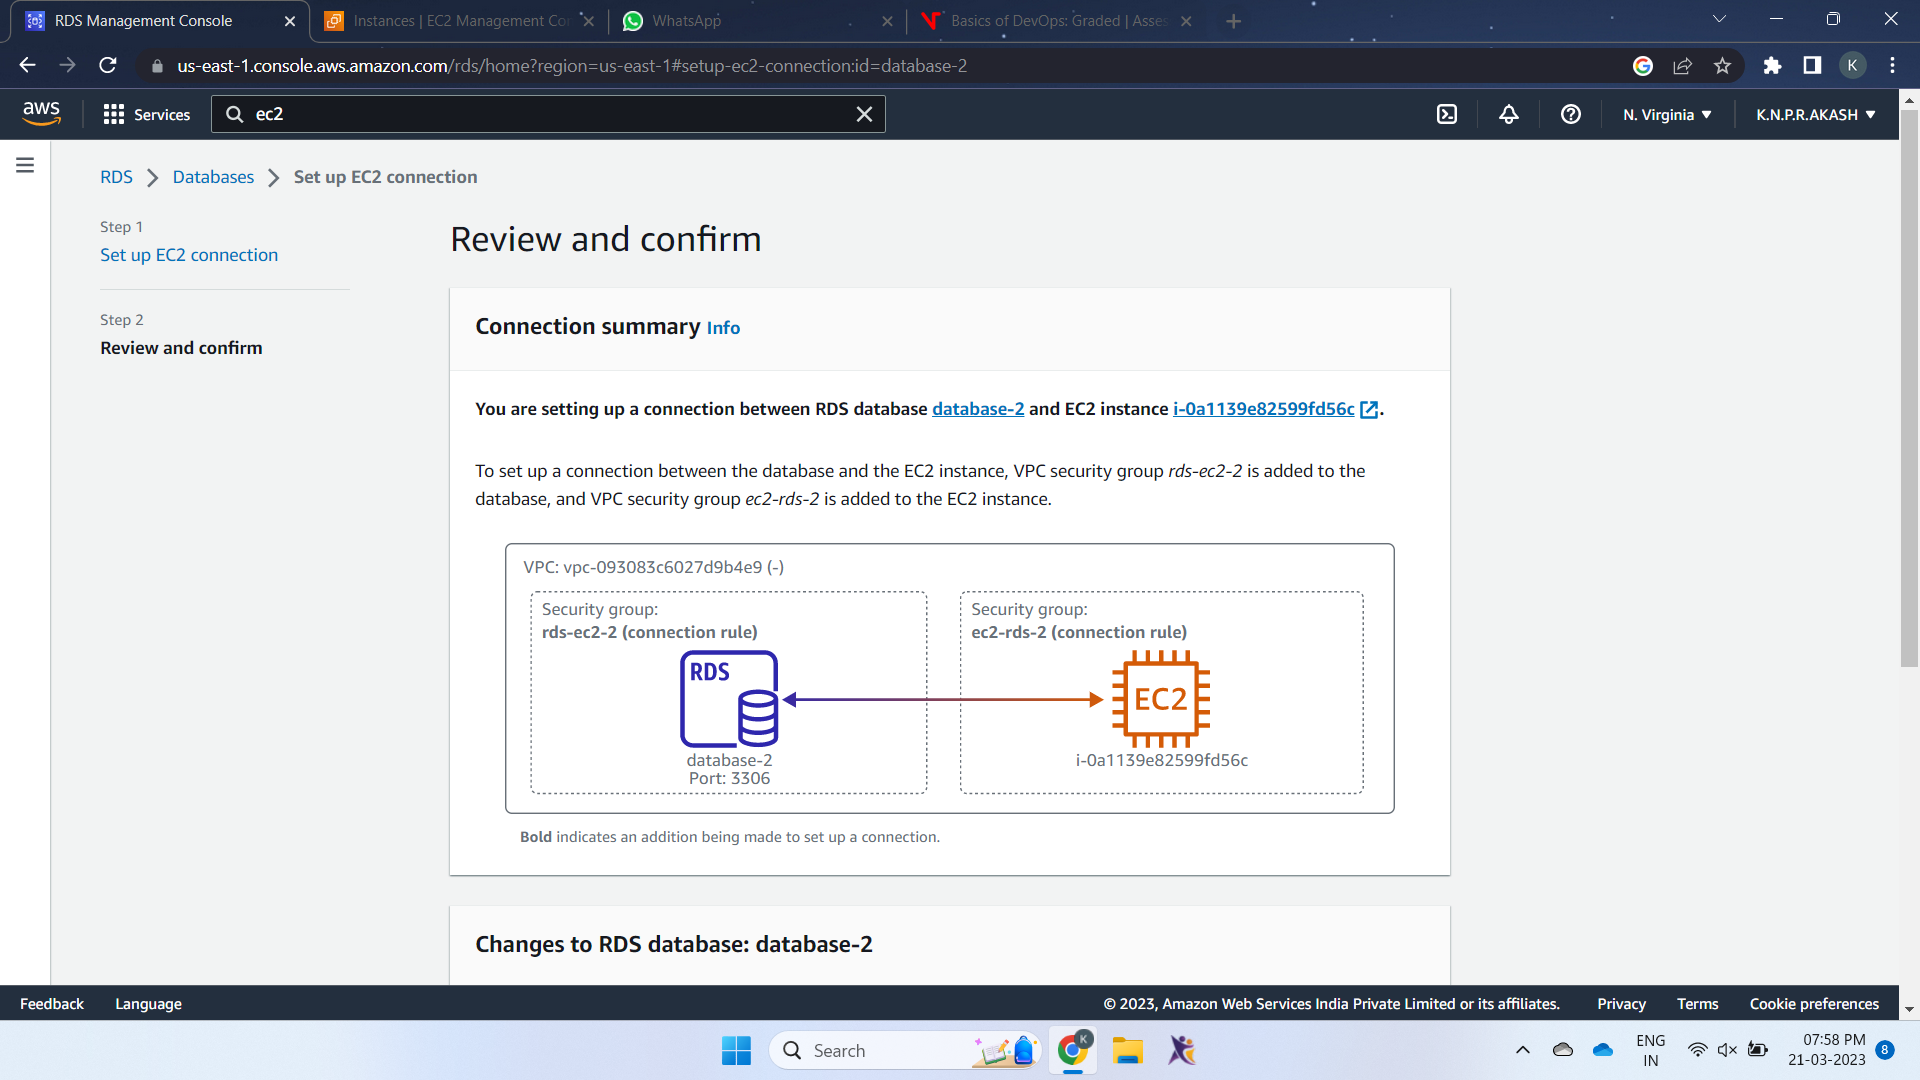 RDS Management Console
Instances | EC2 Management Con
WhatsApp
Basics of DevOps: Graded | Asses
us-east-1.console.aws.amazon.com/rds/home?region=us-east-1#setup-ec2-connection:id=database-2
K
aws
Services
ec2
N. Virginia
K.N.P.R.AKASH
RDS
Databases
Set up EC2 connection
Step 1
Set up EC2 connection
Step 2
Review and confirm
Review and confirm
Connection summary Info
You are setting up a connection between RDS database database-2 and EC2 instance i-0a1139e82599fd56c.
To set up a connection between the database and the EC2 instance, VPC security group rds-ec2-2 is added to the
database, and VPC security group ec2-rds-2 is added to the EC2 instance.
VPC: vpc-093083c6027d9b4e9 (-)
Security group:
rds-ec2-2 (connection rule)
RDS
database-2
Port: 3306
Security group:
ec2-rds-2 (connection rule)
EC2
i-0a1139e82599fd56c
Bold indicates an addition being made to set up a connection.
Changes to RDS database: database-2
Feedback
Language
© 2023, Amazon Web Services India Private Limited or its affiliates.
Privacy
Terms
Cookie preferences
Search
K
ENG
IN
07:58 PM
21-03-2023
8